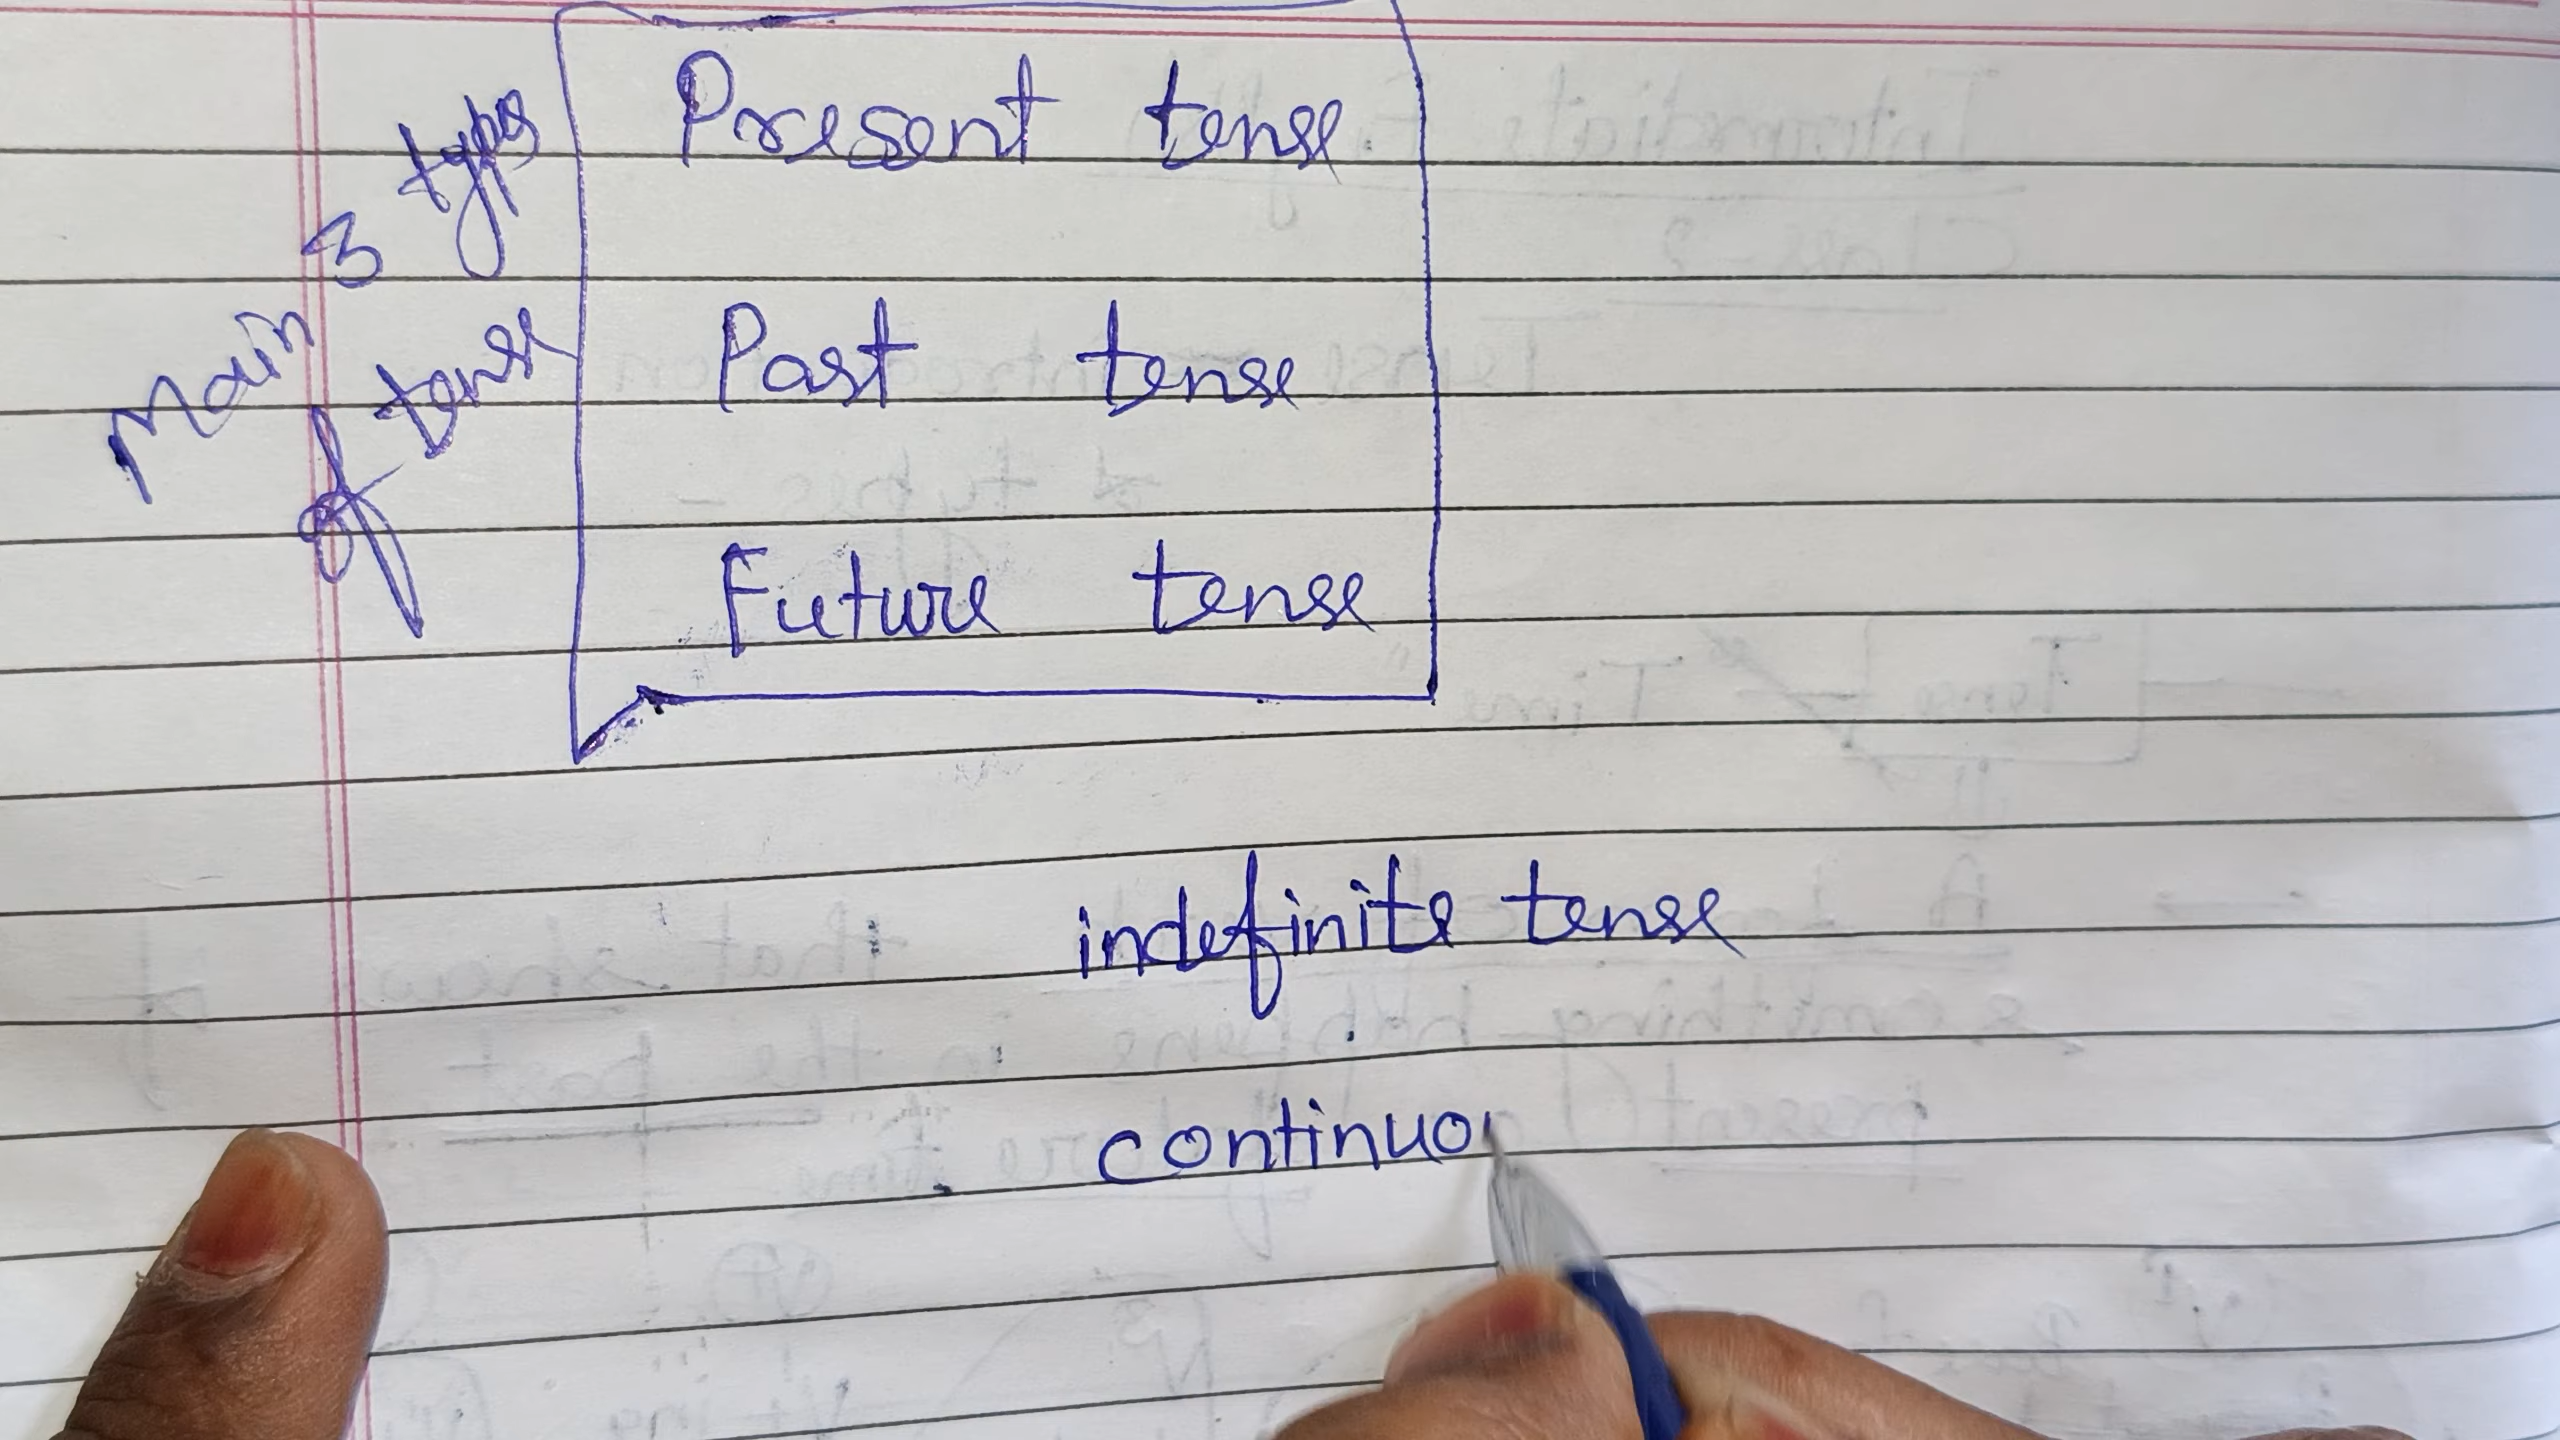 Main 3 types
of tense
Present tense
Past tense
Future tense
indefinite tense
continuo